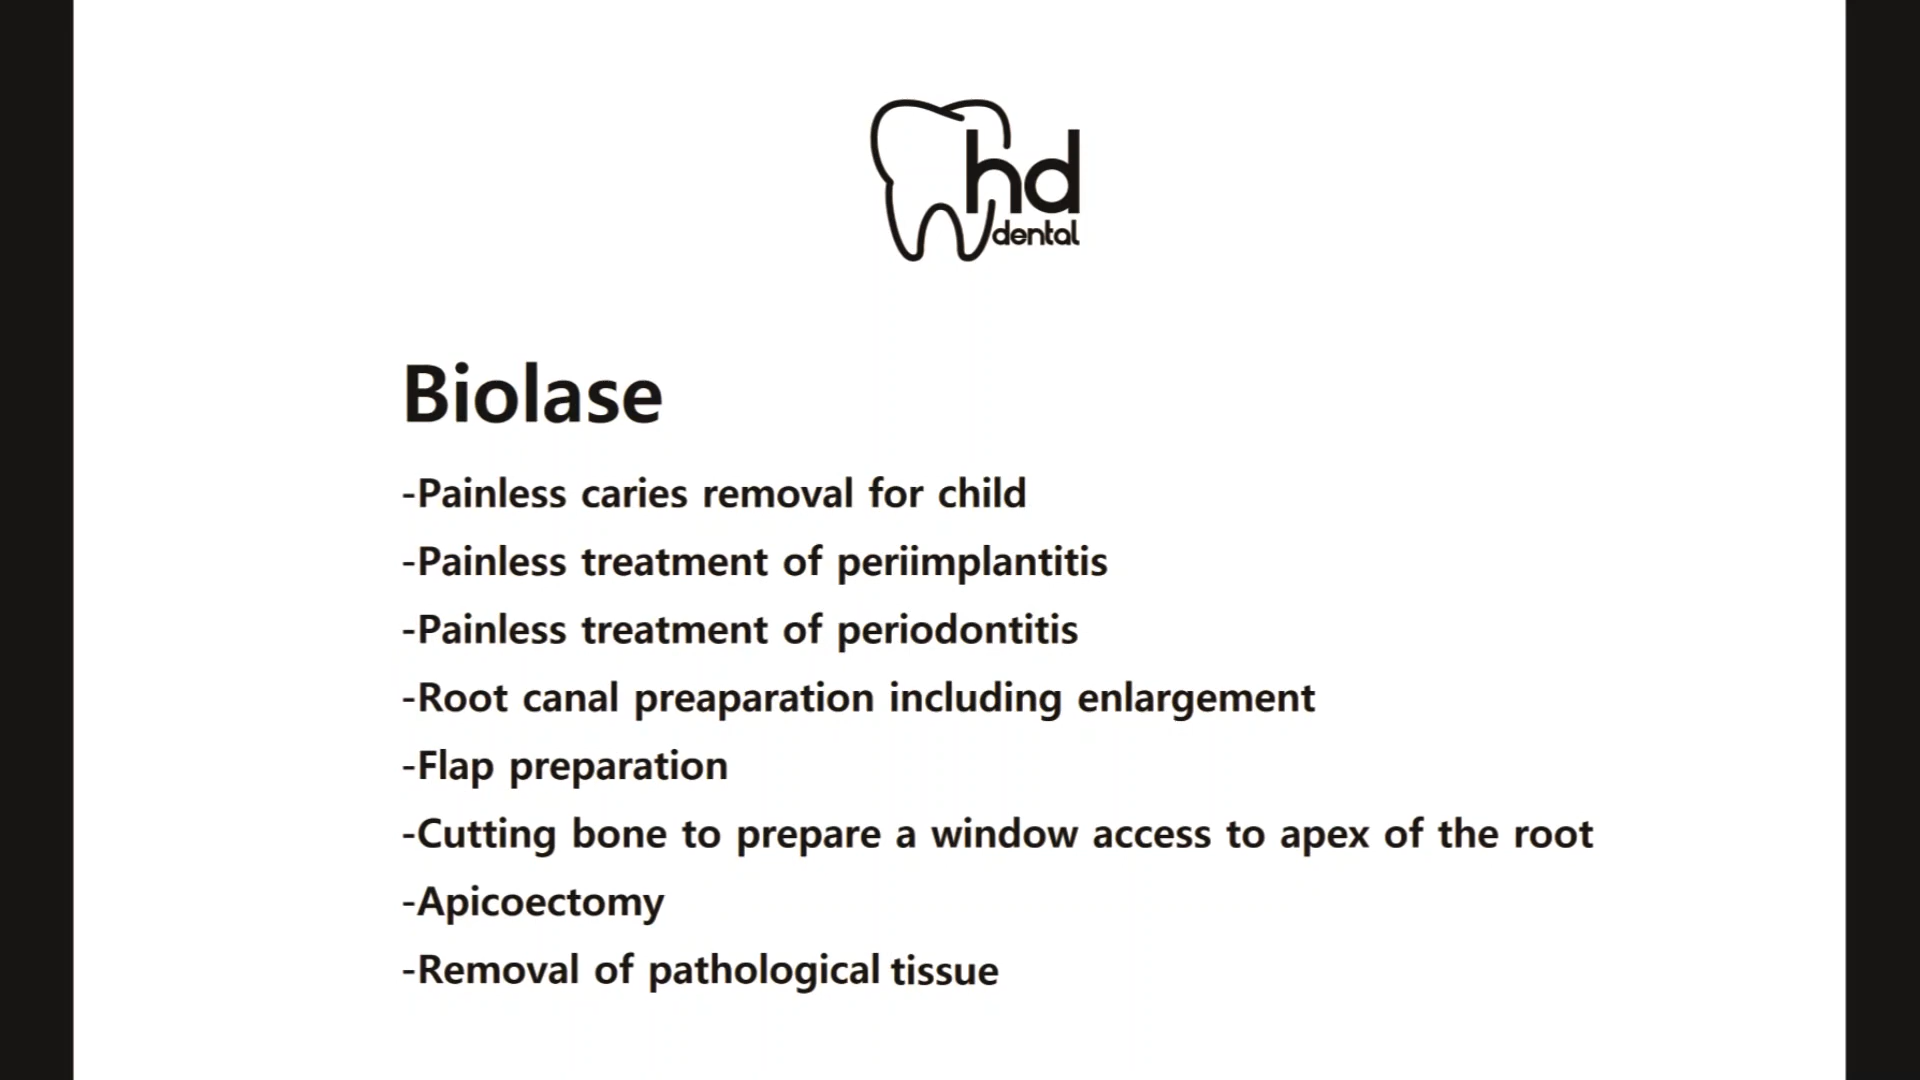 hd
dental
Biolase
-Painless caries removal for child
-Painless treatment of periimplantitis
-Painless treatment of periodontitis
-Root canal preaparation including enlargement
-Flap preparation
-Cutting bone to prepare a window access to apex of the root
-Apicoectomy
-Removal of pathological tissue